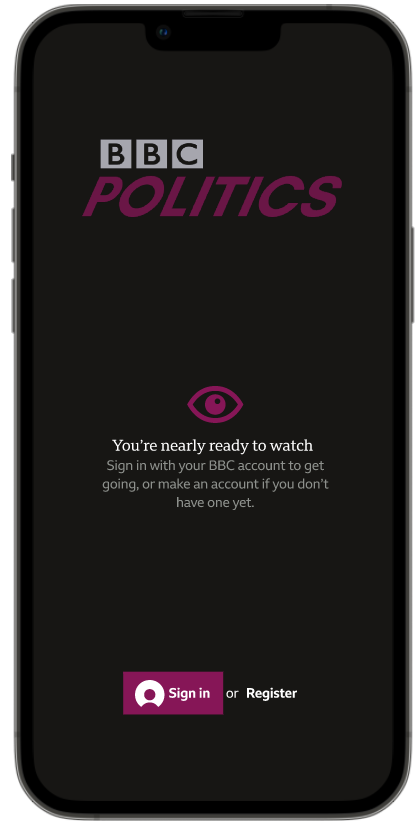 BBC
POLITICS
You’re nearly ready to watch
Sign in with your BBC account to get
going, or make an account if you don’t
have one yet.
Sign in or Register